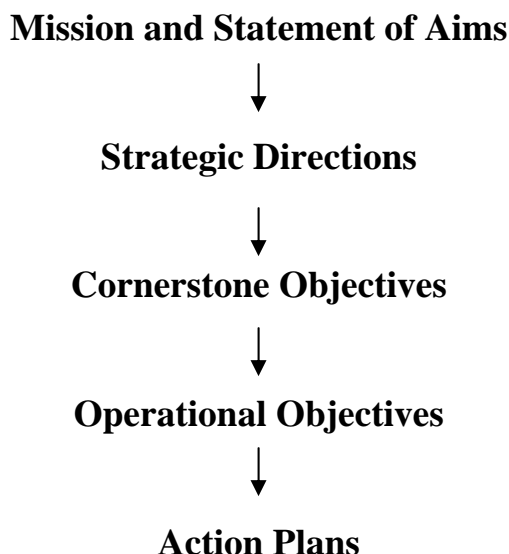 Mission and Statement of Aims
Strategic Directions
Cornerstone Objectives
Operational Objectives
Action Plans